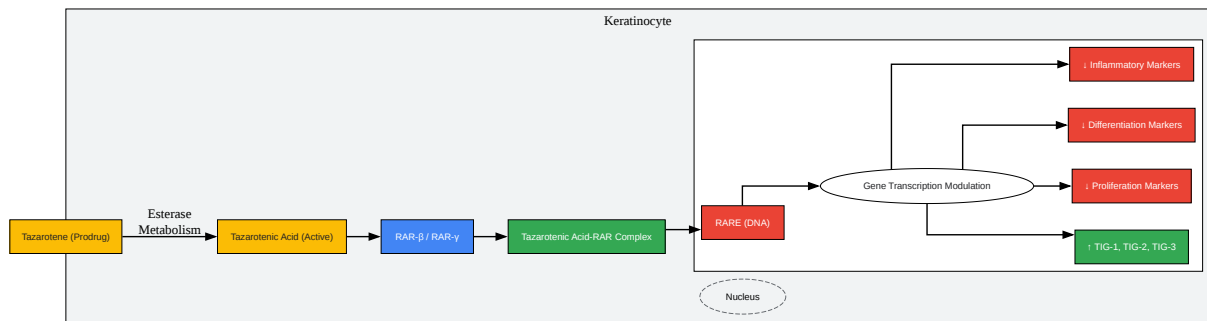 Keratinocyte
Tazarotene (Prodrug)
Esterase
Metabolism
Tazarotenic Acid (Active)
RAR-β / RAR-γ
Tazarotenic Acid-RAR Complex
RARE (DNA)
Gene Transcription Modulation
↓ Inflammatory Markers
↓ Differentiation Markers
↓ Proliferation Markers
↑ TIG-1, TIG-2, TIG-3
Nucleus